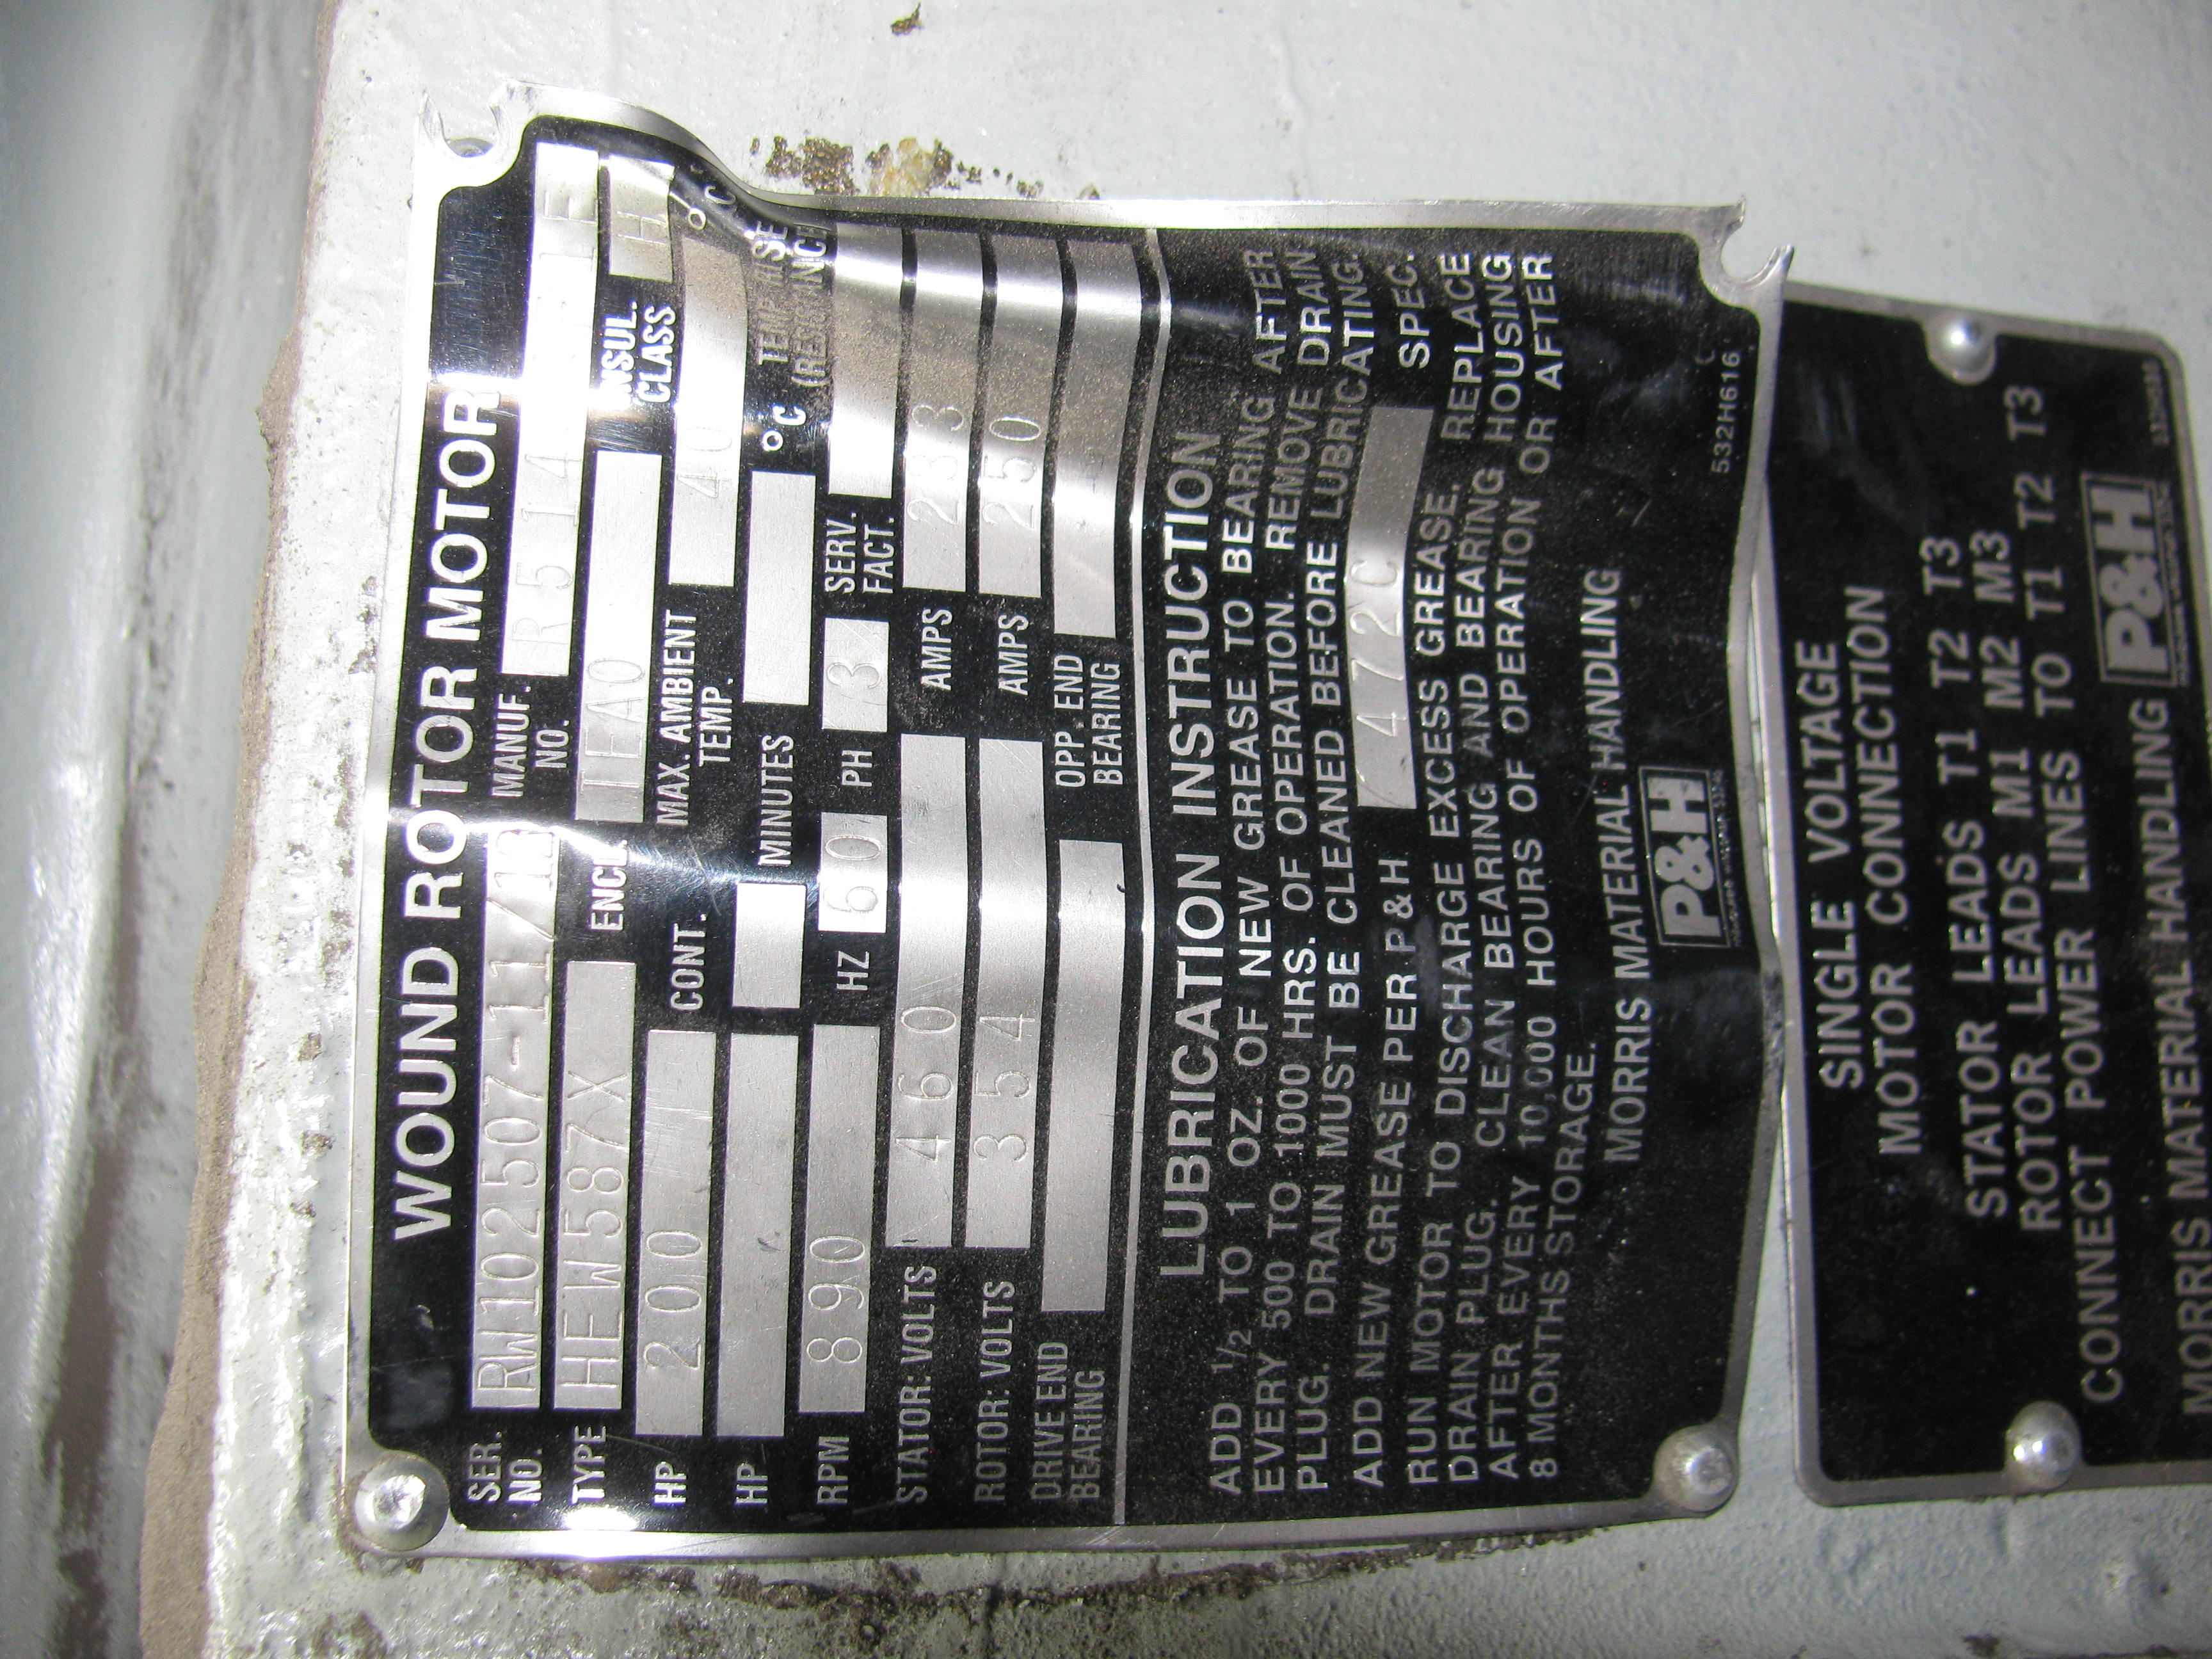 WOUND ROTOR MOTOR
SER. NO. RW102507-11/1R MANUF. NO. R514
TYPE HEW587X ENCL. TEAO INSUL. CLASS H
HP 200 CONT. MAX. AMBIENT TEMP. 40 °C
HP MINUTES °C TEMP RISE (RESISTANCE
RPM 890 HZ 60 PH 3 SERV. FACT.
STATOR: VOLTS 460 AMPS 233
ROTOR: VOLTS 354 AMPS 250
DRIVE END BEARING OPP. END BEARING
LUBRICATION INSTRUCTION
ADD ½ TO 1 OZ. OF NEW GREASE TO BEARING AFTER
EVERY 500 TO 1000 HRS. OF OPERATION. REMOVE DRAIN
PLUG. DRAIN MUST BE CLEANED BEFORE LUBRICATING.
ADD NEW GREASE PER P&H 472C SPEC.
RUN MOTOR TO DISCHARGE EXCESS GREASE. REPLACE
DRAIN PLUG. CLEAN BEARING AND BEARING HOUSING
AFTER EVERY 10,000 HOURS OF OPERATION OR AFTER
8 MONTHS STORAGE.
MORRIS MATERIAL HANDLING
P&H
532H616
SINGLE VOLTAGE
MOTOR CONNECTION
STATOR LEADS T1 T2 T3
ROTOR LEADS M1 M2 M3
CONNECT POWER LINES TO T1 T2 T3
MORRIS MATERIAL HANDLING P&H